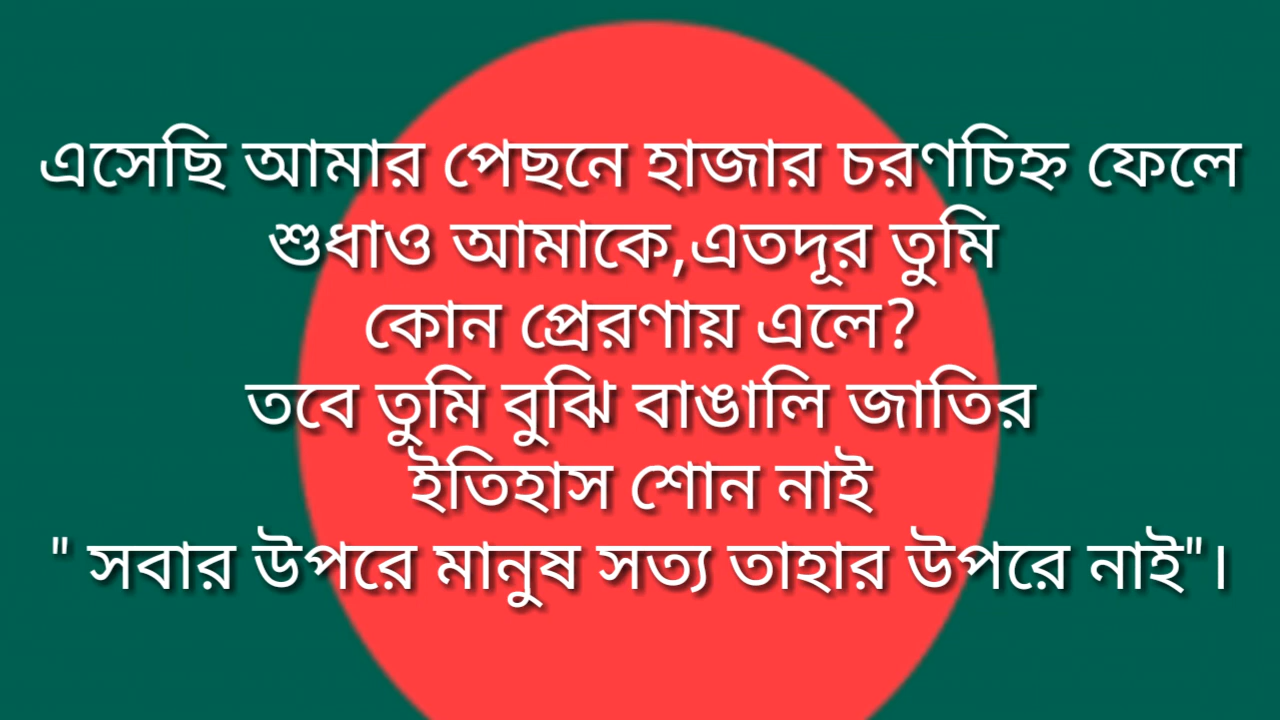 এসেছি আমার পেছনে হাজার চরণচিহ্ন ফেলে
শুধাও আমাকে,এতদূর তুমি
কোন প্রেরণায় এলে?
তবে তুমি বুঝি বাঙালি জাতির
ইতিহাস শোন নাই
" সবার উপরে মানুষ সত্য তাহার উপরে নাই"।